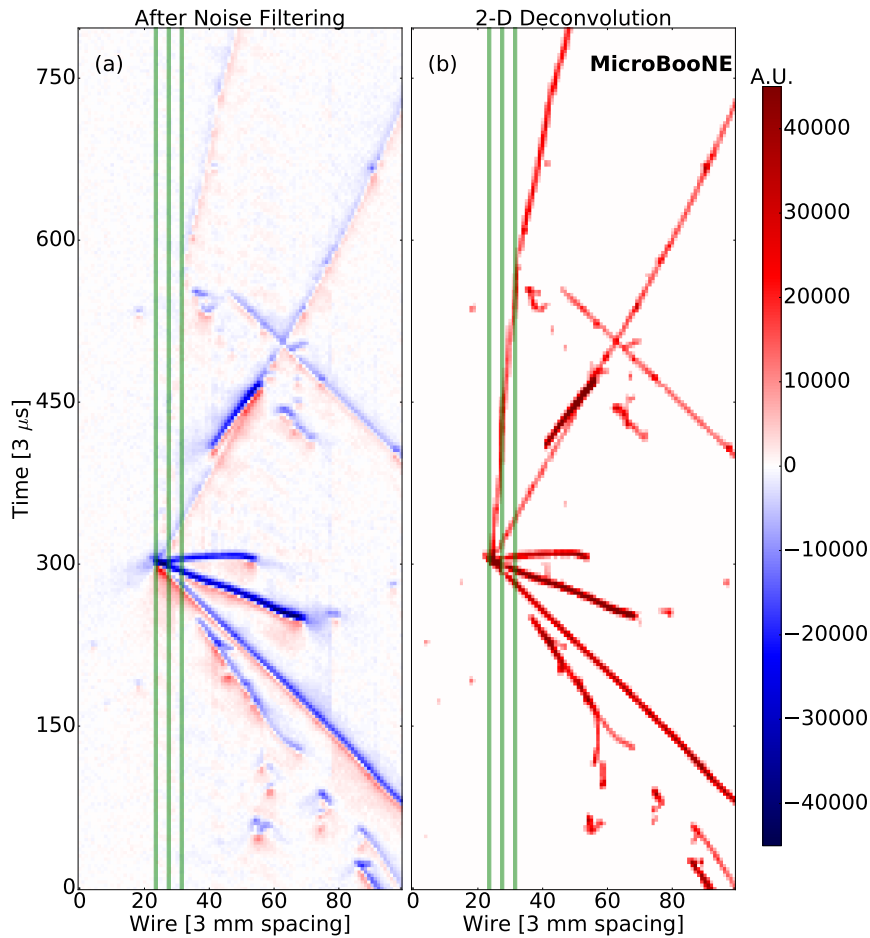 After Noise Filtering
2-D Deconvolution
(a)
(b)
MicroBooNE
A.U.
750
600
450
300
150
0
Time [3 μs]
0 20 40 60 80
0 20 40 60 80
Wire [3 mm spacing]
Wire [3 mm spacing]
40000
30000
20000
10000
0
−10000
−20000
−30000
−40000